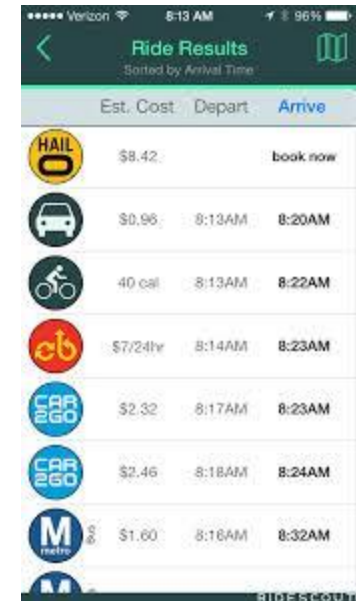 Verizon 8:13 AM 96%
Ride Results
Sorted by Arrival Time
Est. Cost Depart Arrive
HAIL O $8.42 book now
$0.96 8:13AM 8:20AM
40 cal 8:13AM 8:22AM
cb $7/24hr 8:14AM 8:23AM
CAR2GO $2.32 8:17AM 8:23AM
CAR2GO $2.46 8:18AM 8:24AM
M metro Bus $1.60 8:16AM 8:32AM
M
RIDESCOUT